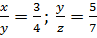 x/y = 3/4 ; y/z = 5/7